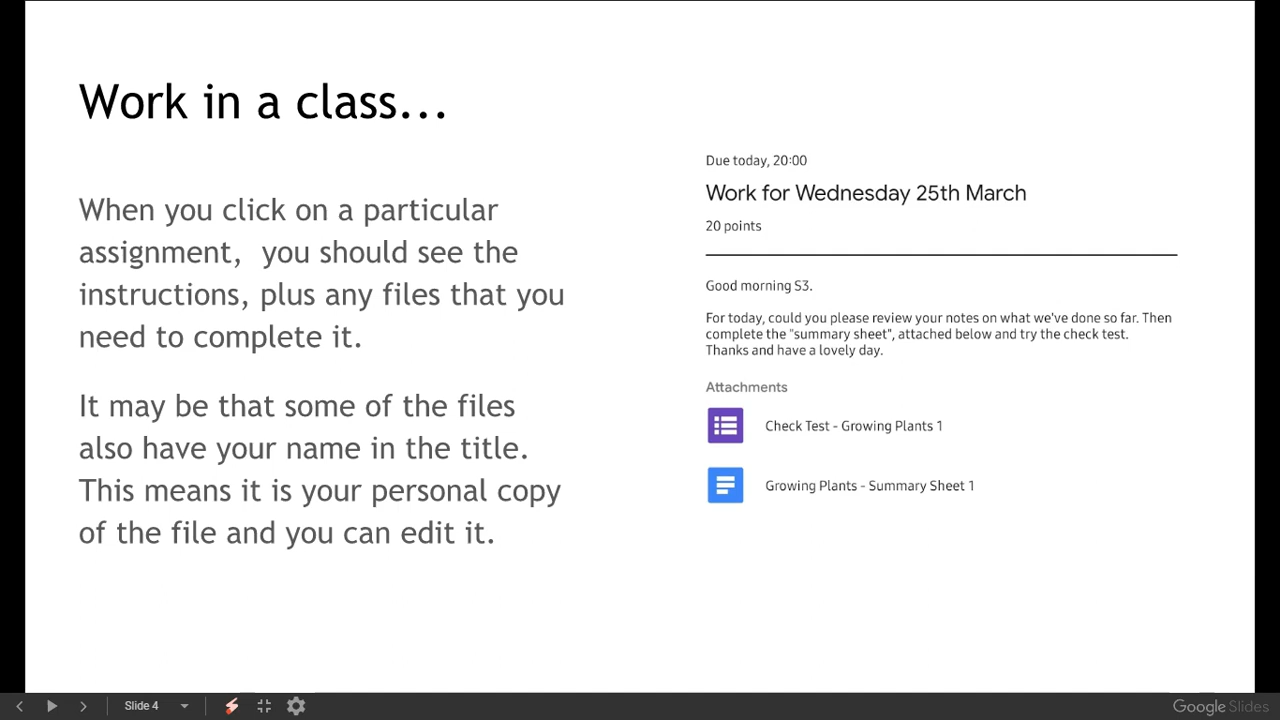 Work in a class...
When you click on a particular
assignment,  you should see the
instructions, plus any files that you
need to complete it.
It may be that some of the files
also have your name in the title.
This means it is your personal copy
of the file and you can edit it.
Due today, 20:00
Work for Wednesday 25th March
20 points
Good morning S3.
For today, could you please review your notes on what we've done so far. Then
complete the "summary sheet", attached below and try the check test.
Thanks and have a lovely day.
Attachments
Check Test - Growing Plants 1
Growing Plants - Summary Sheet 1
Slide 4
Google Slides